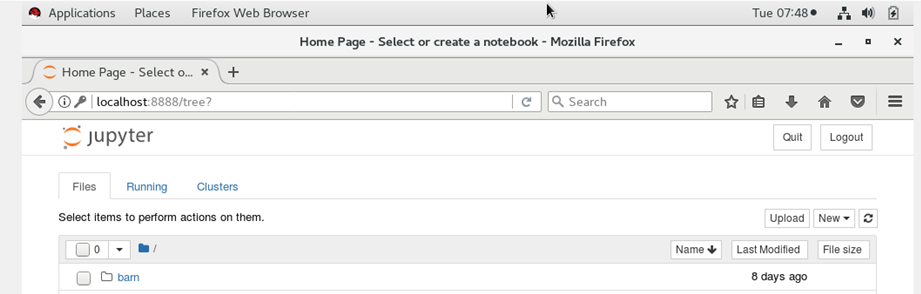 Applications Places Firefox Web Browser Tue 07:48
Home Page - Select or create a notebook - Mozilla Firefox
Home Page - Select o...
localhost:8888/tree? Search
jupyter Quit Logout
Files Running Clusters
Select items to perform actions on them. Upload New
0 / Name Last Modified File size
barn 8 days ago